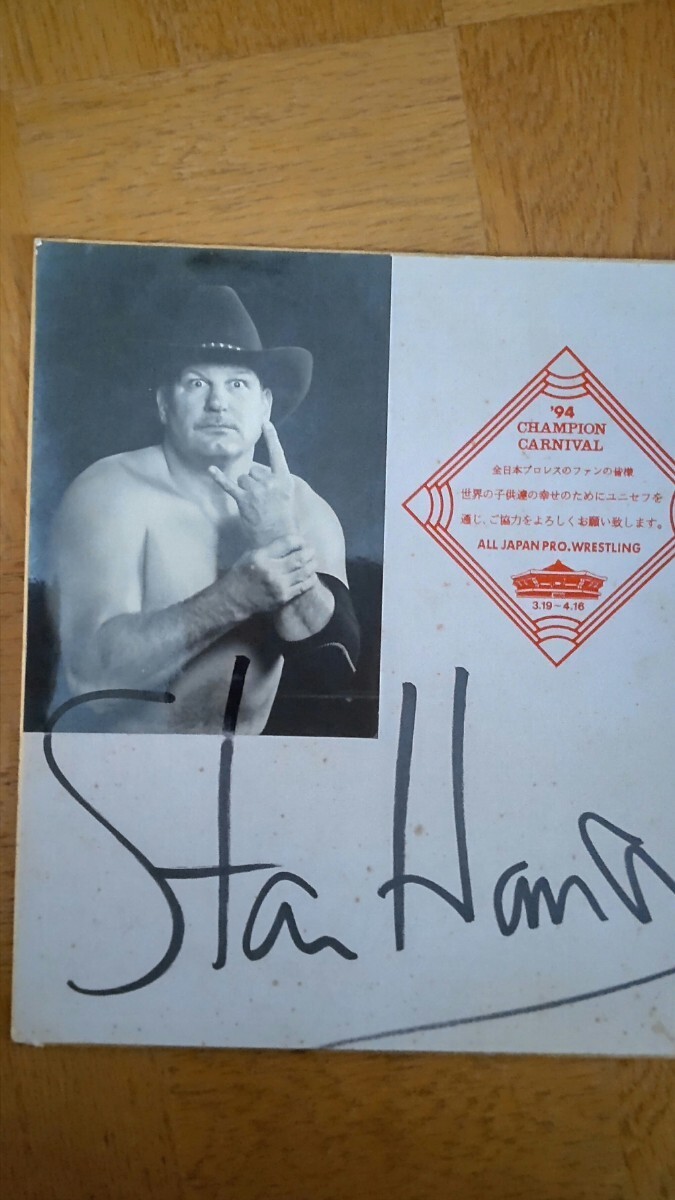 '94
CHAMPION
CARNIVAL
全日本プロレスのファンの皆様
世界の子供達の幸せのためにユニセフを
通じ、ご協力をよろしくお願い致します。
ALL JAPAN PRO.WRESTLING
3.19~4.16
Stan Han